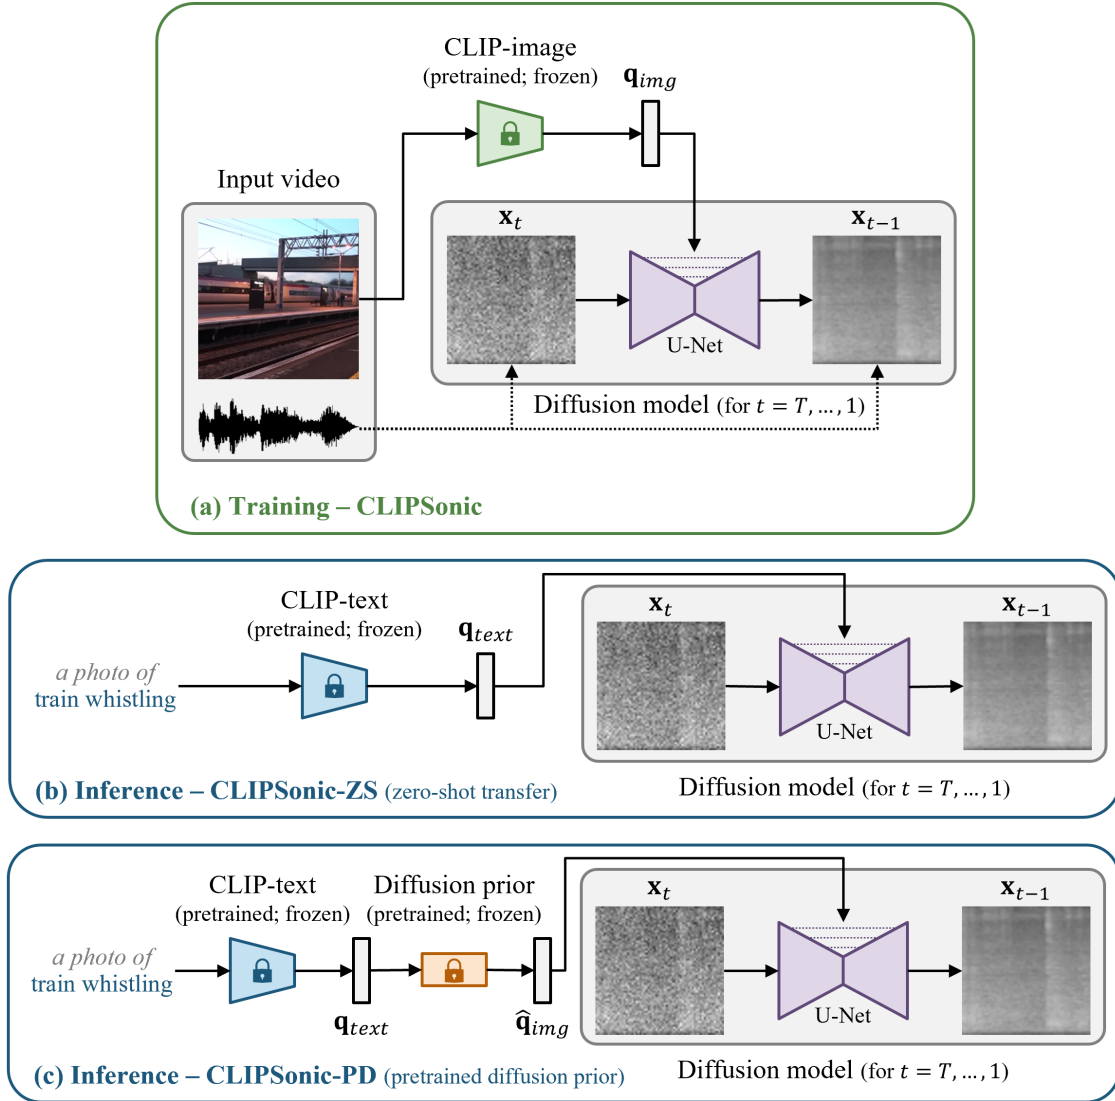 CLIP-image
(pretrained; frozen)
q_img
Input video
x_t
x_{t−1}
U-Net
Diffusion model (for t = T, … , 1)
(a) Training – CLIPSonic
CLIP-text
(pretrained; frozen)
q_text
a photo of
train whistling
x_t
x_{t−1}
U-Net
(b) Inference – CLIPSonic-ZS (zero-shot transfer)
Diffusion model (for t = T, … , 1)
CLIP-text
(pretrained; frozen)
Diffusion prior
(pretrained; frozen)
x_t
x_{t−1}
a photo of
train whistling
q_text
q̂_img
U-Net
(c) Inference – CLIPSonic-PD (pretrained diffusion prior)
Diffusion model (for t = T, … , 1)